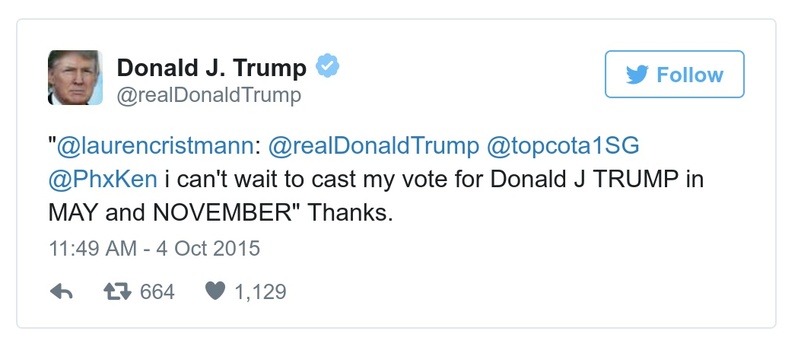 Donald J. Trump
@realDonaldTrump
Follow
"@laurencristmann: @realDonaldTrump @topcota1SG
@PhxKen i can't wait to cast my vote for Donald J TRUMP in
MAY and NOVEMBER" Thanks.
11:49 AM - 4 Oct 2015
664 1,129